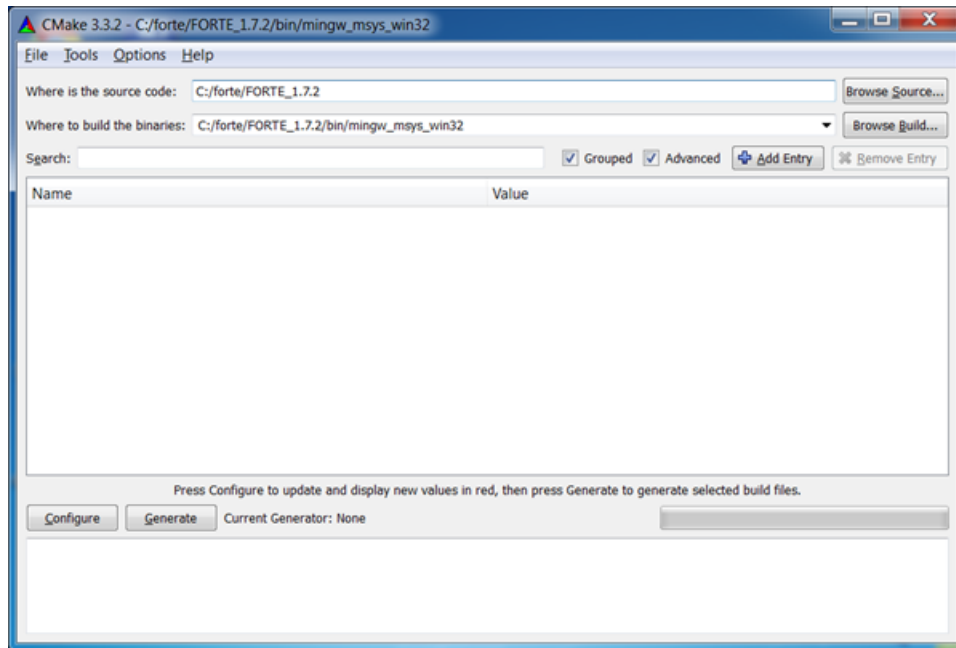 CMake 3.3.2 - C:/forte/FORTE_1.7.2/bin/mingw_msys_win32
File Tools Options Help
Where is the source code: C:/forte/FORTE_1.7.2 Browse Source...
Where to build the binaries: C:/forte/FORTE_1.7.2/bin/mingw_msys_win32 Browse Build...
Search: Grouped Advanced Add Entry Remove Entry
Name Value
Press Configure to update and display new values in red, then press Generate to generate selected build files.
Configure Generate Current Generator: None